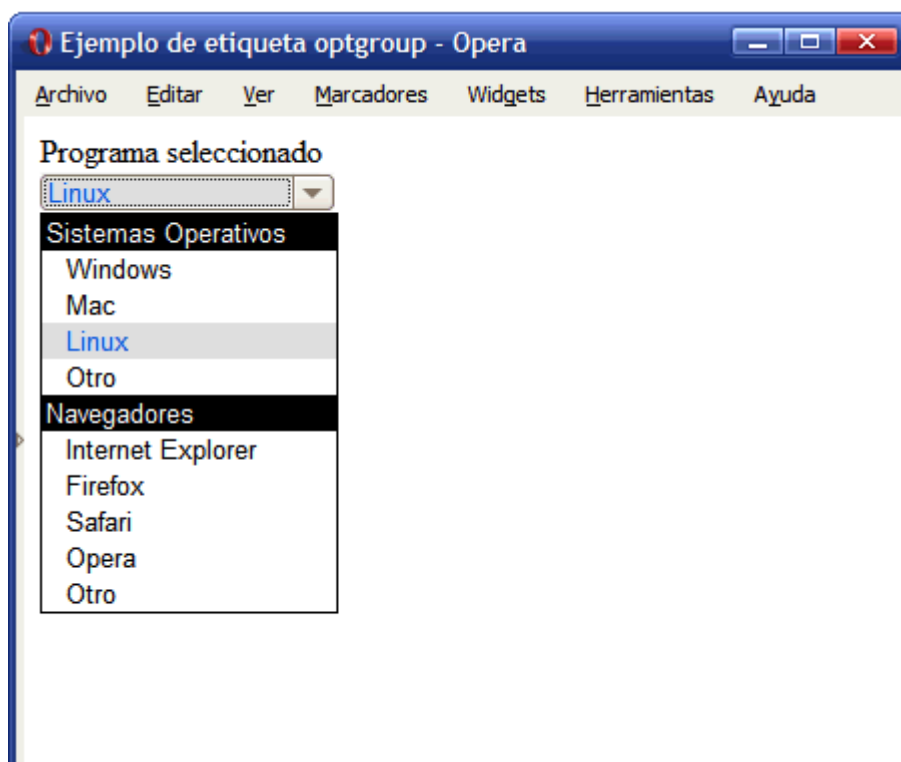 Ejemplo de etiqueta optgroup - Opera
Archivo Editar Ver Marcadores Widgets Herramientas Ayuda
Programa seleccionado
Linux
Sistemas Operativos
Windows
Mac
Linux
Otro
Navegadores
Internet Explorer
Firefox
Safari
Opera
Otro